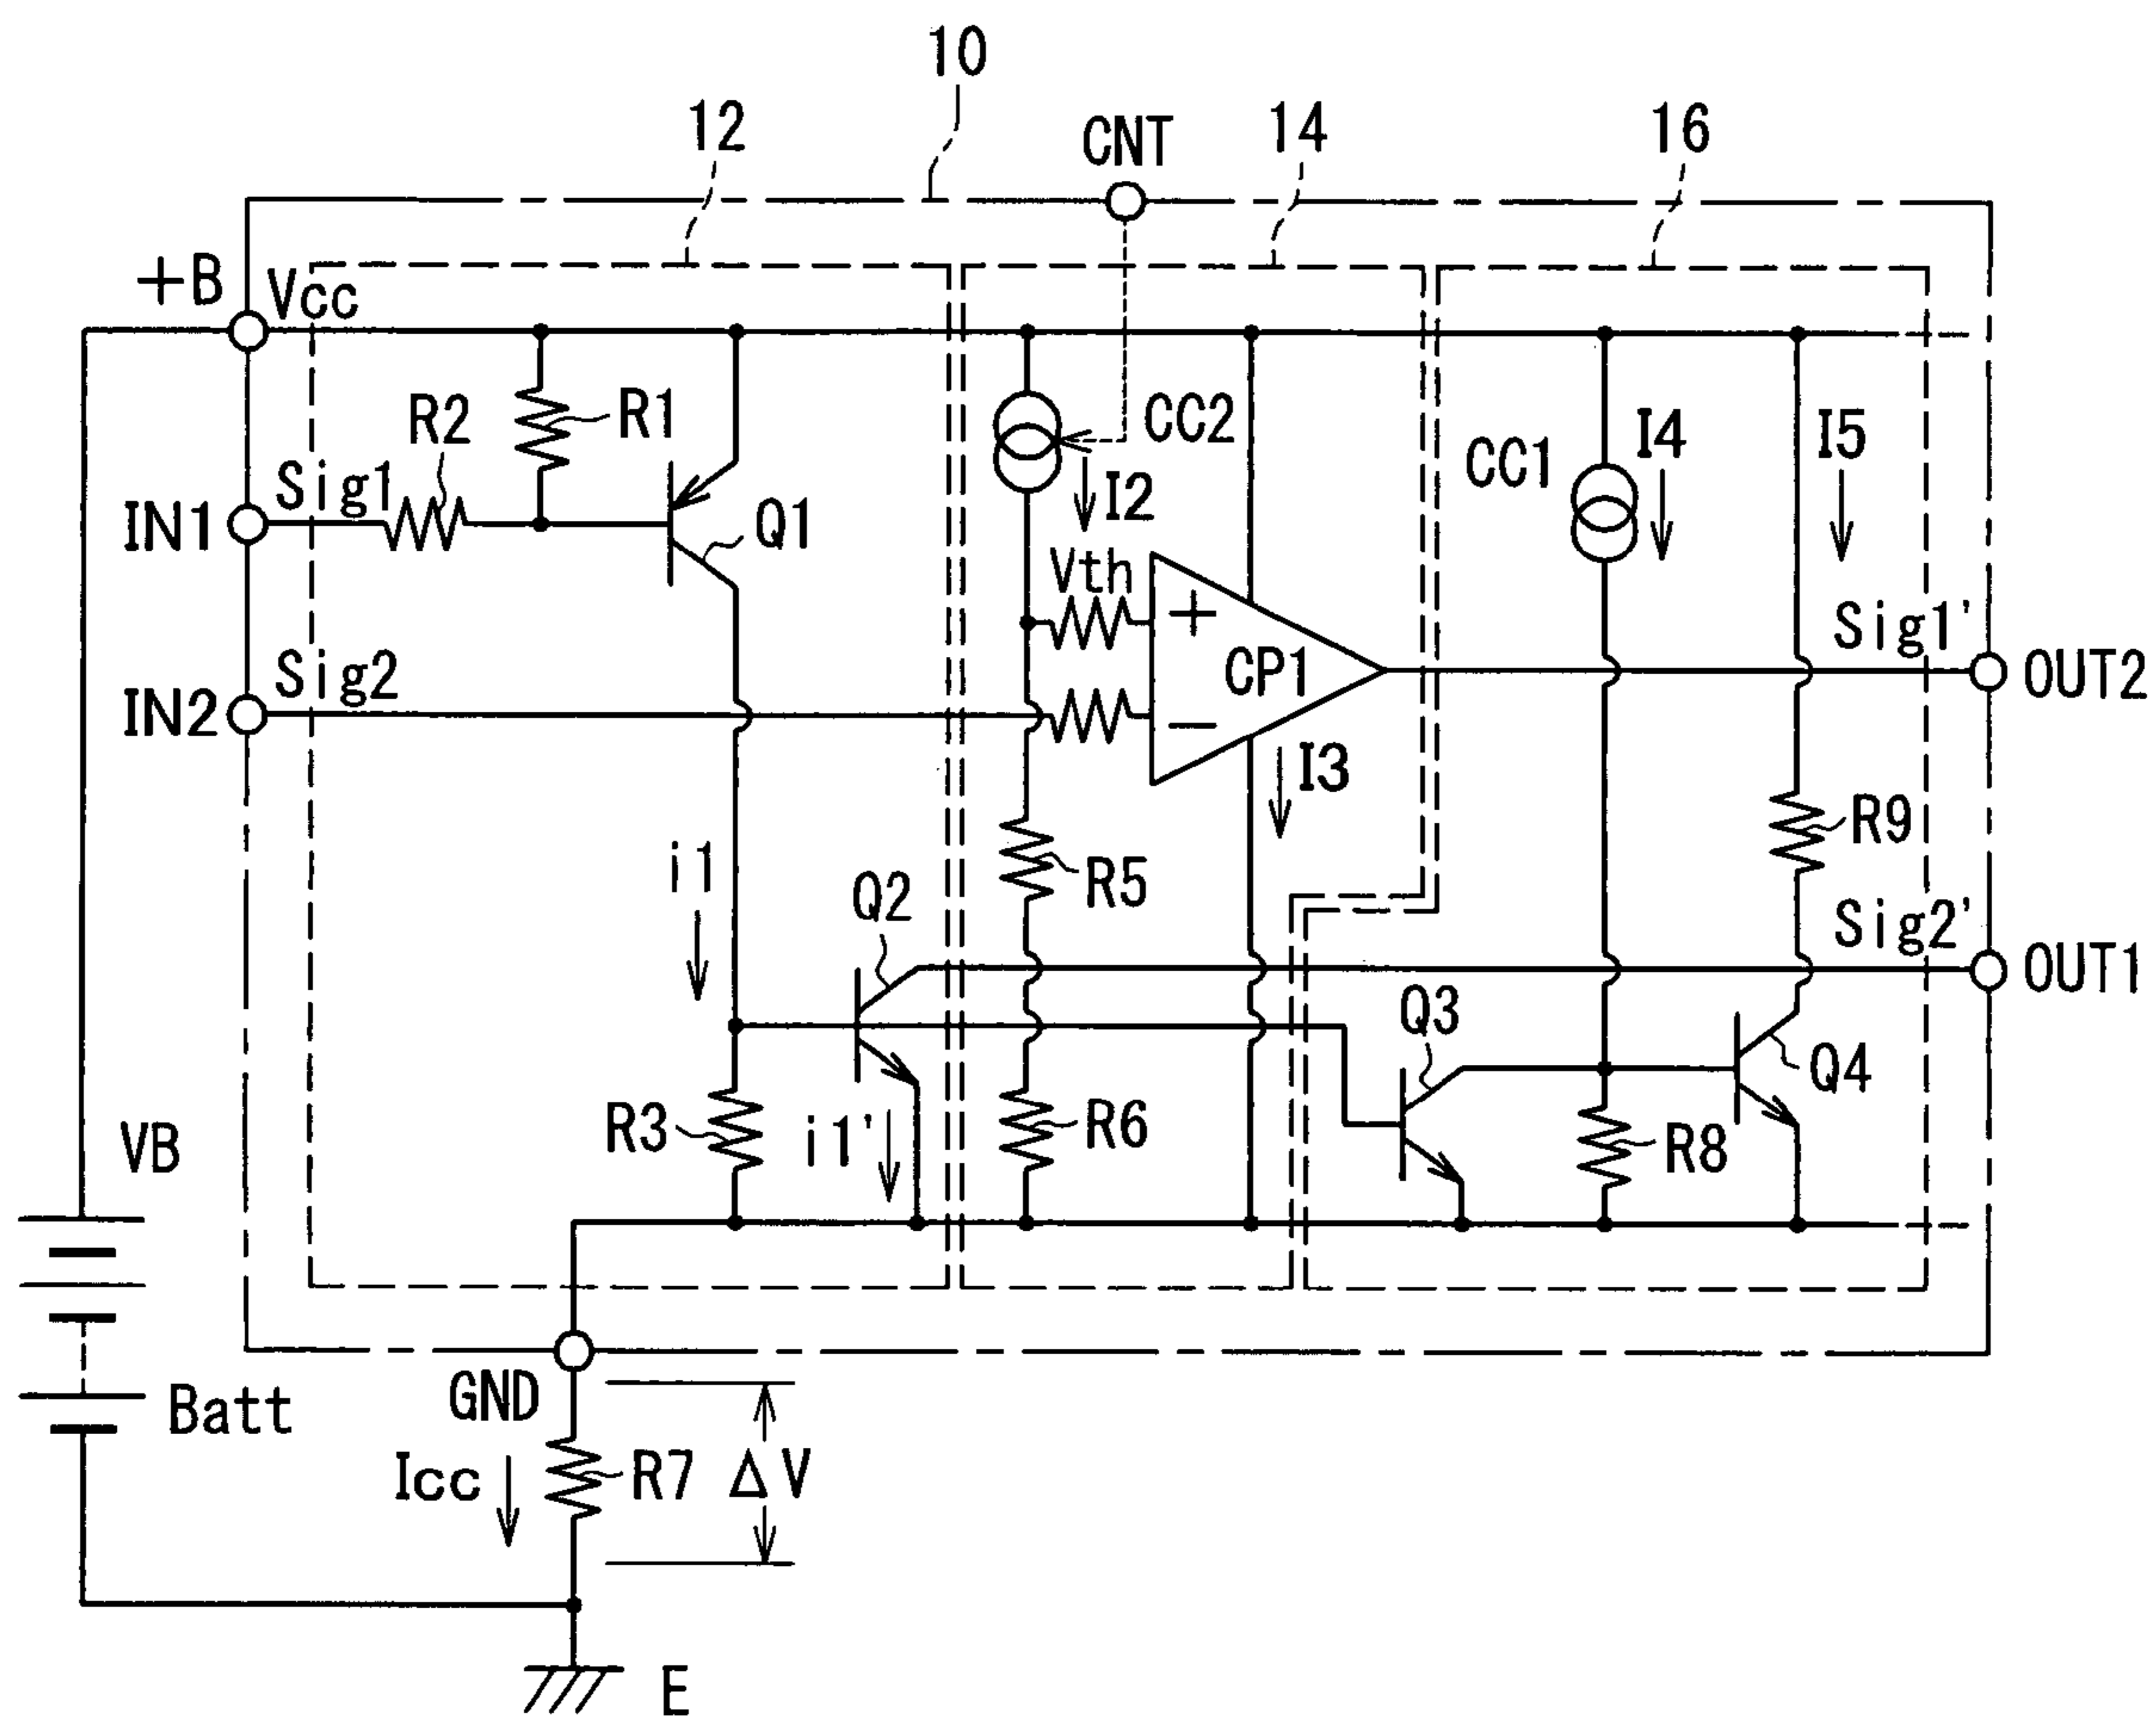 10
12
CNT
14
16
+B
Vcc
R2
R1
CC2
I4
I5
CC1
Sig1
I2
IN1
Q1
Vth
+
Sig1'
Sig2
CP1
OUT2
IN2
−
I3
R9
i1
Q2
R5
Sig2'
OUT1
Q3
Q4
R3
i1'
R6
R8
VB
GND
Batt
Icc
R7
ΔV
E